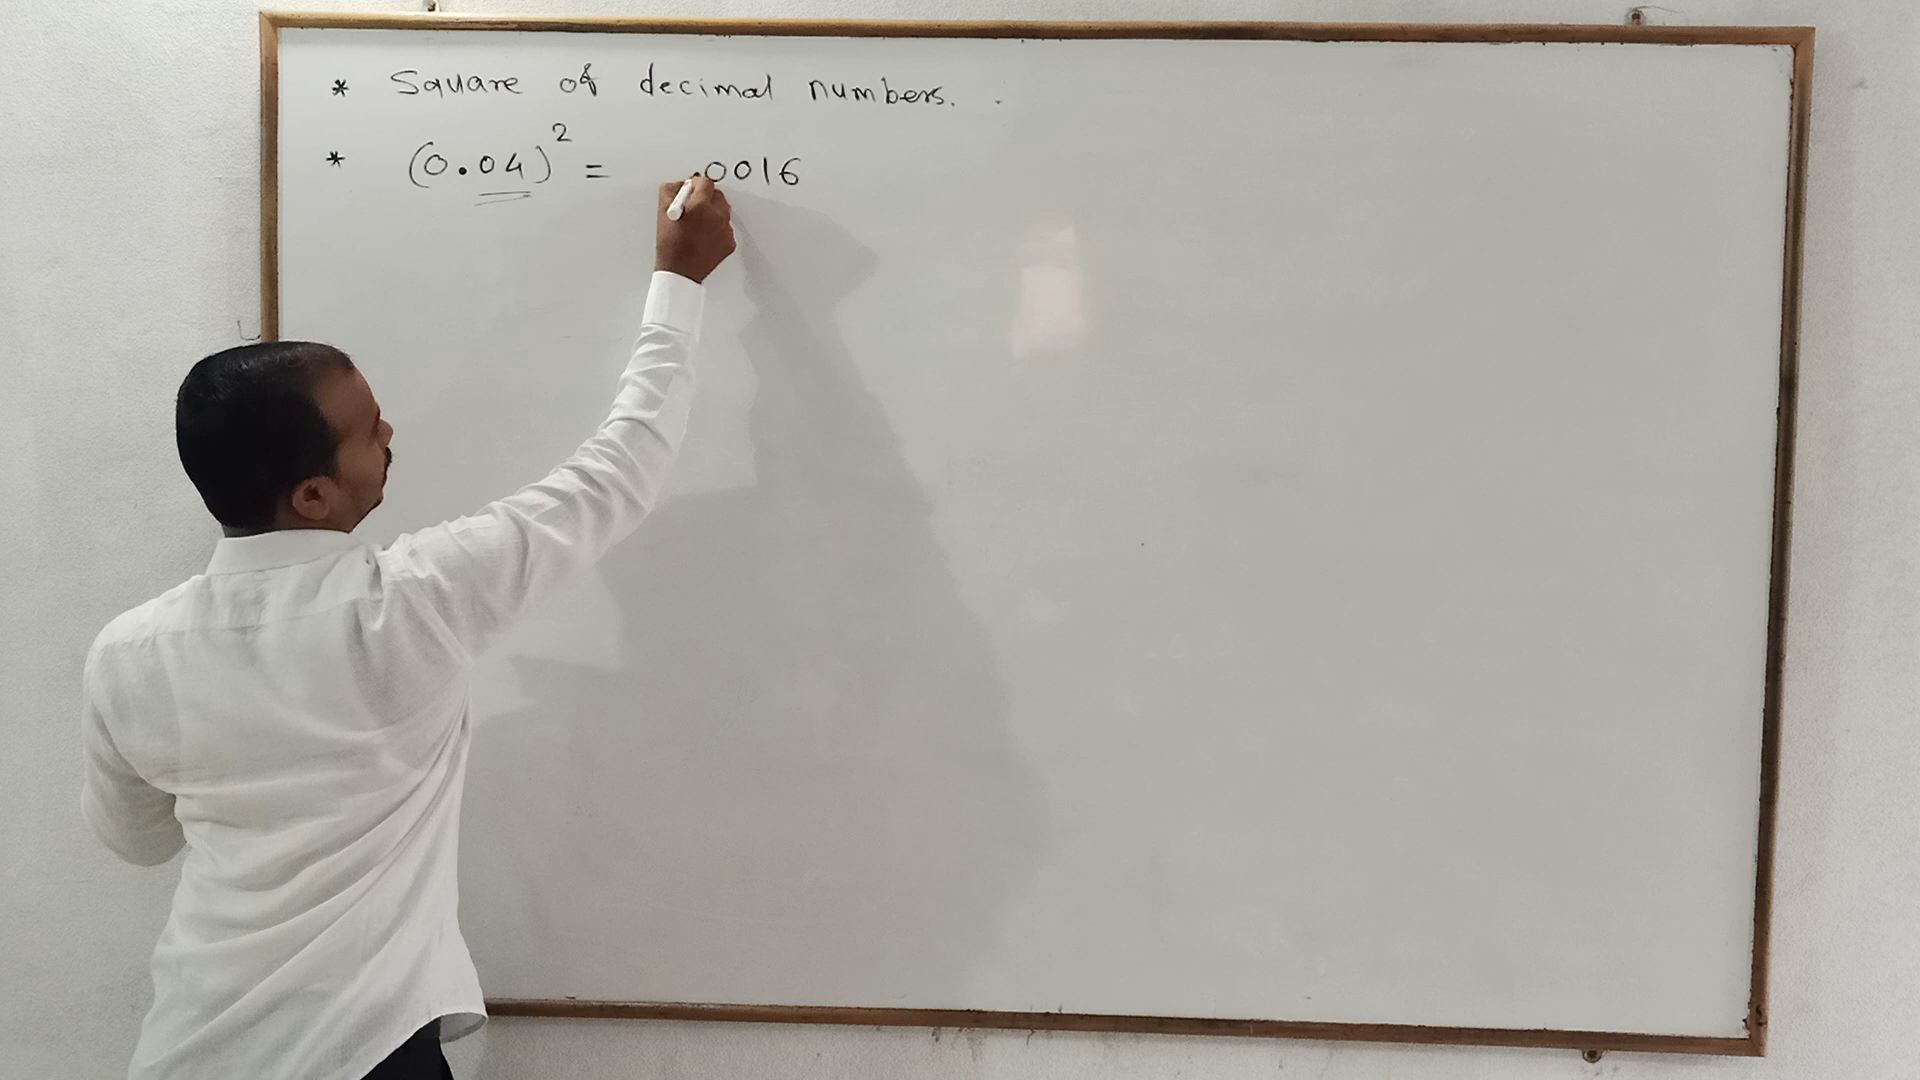 * Square of decimal numbers.
* (0.04)² = .0016